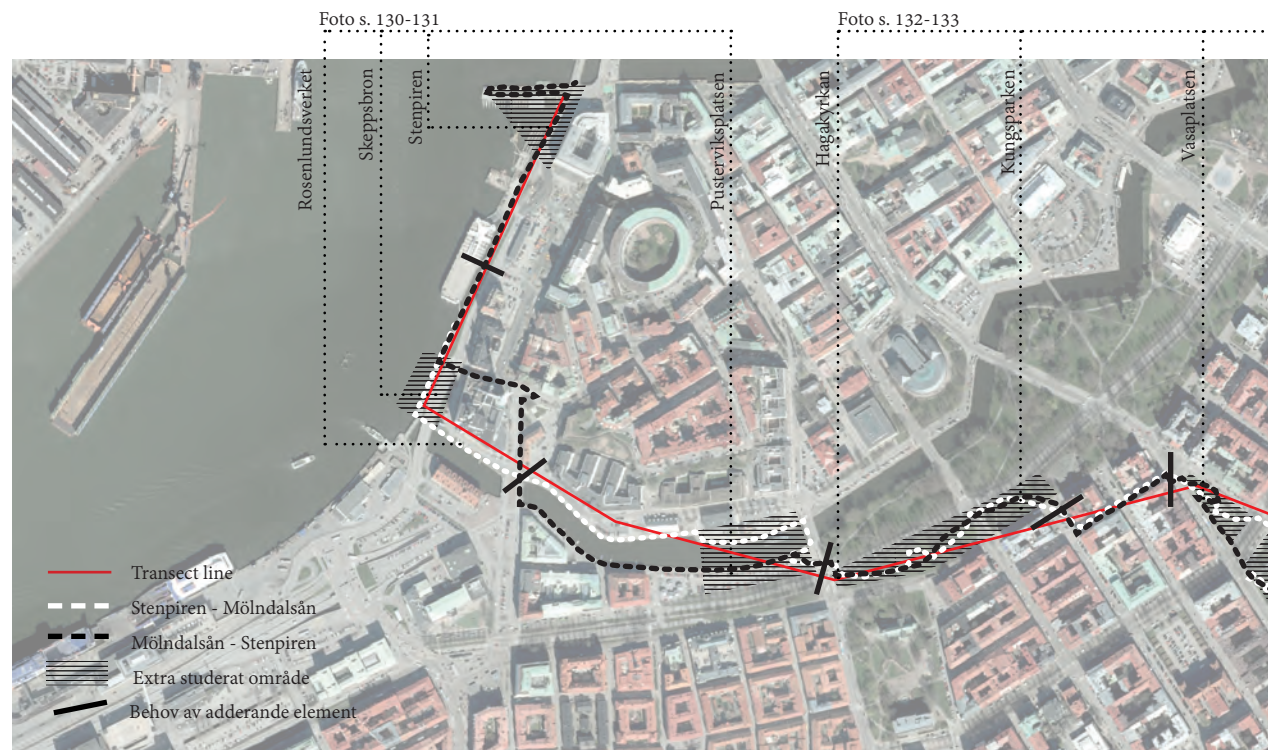 Foto s. 130-131
Foto s. 132-133
Rosenlundsverket
Skeppsbron
Stenpiren
Pusterviksplatsen
Hagakyrkan
Kungsparken
Vasaplatsen
Transect line
Stenpiren - Mölndalsån
Mölndalsån - Stenpiren
Extra studerat område
Behov av adderande element